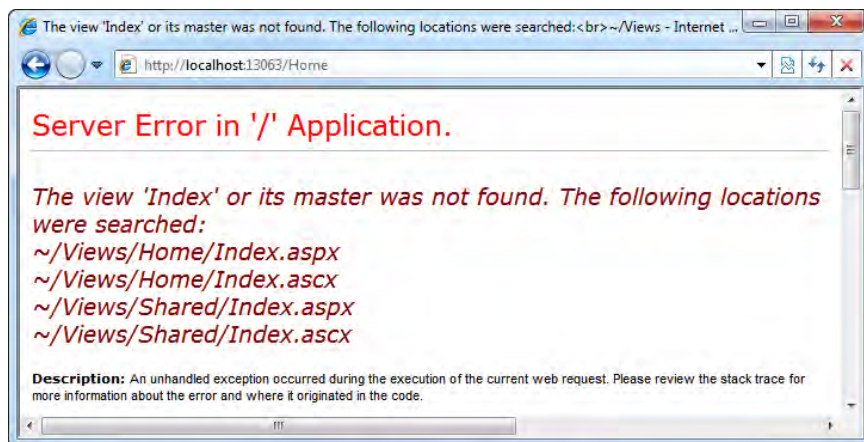 The view 'Index' or its master was not found. The following locations were searched:<br>~/Views - Internet ...
http://localhost:13063/Home
Server Error in '/' Application.
The view 'Index' or its master was not found. The following locations
were searched:
~/Views/Home/Index.aspx
~/Views/Home/Index.ascx
~/Views/Shared/Index.aspx
~/Views/Shared/Index.ascx
Description: An unhandled exception occurred during the execution of the current web request. Please review the stack trace for
more information about the error and where it originated in the code.